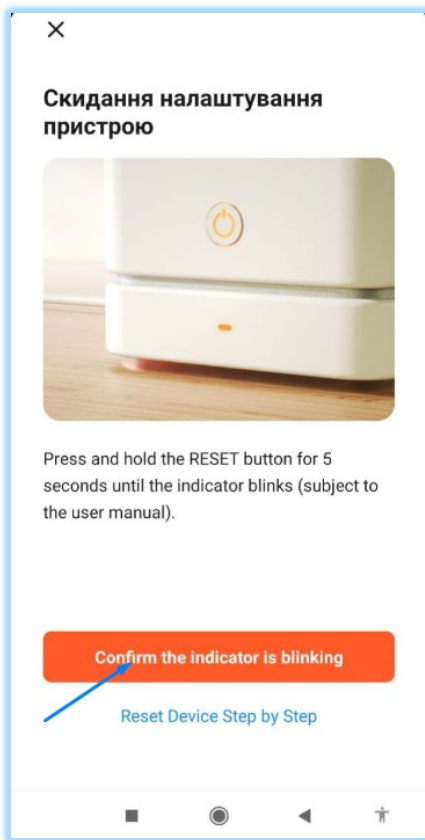 Скидання налаштування
пристрою
Press and hold the RESET button for 5
seconds until the indicator blinks (subject to
the user manual).
Confirm the indicator is blinking
Reset Device Step by Step